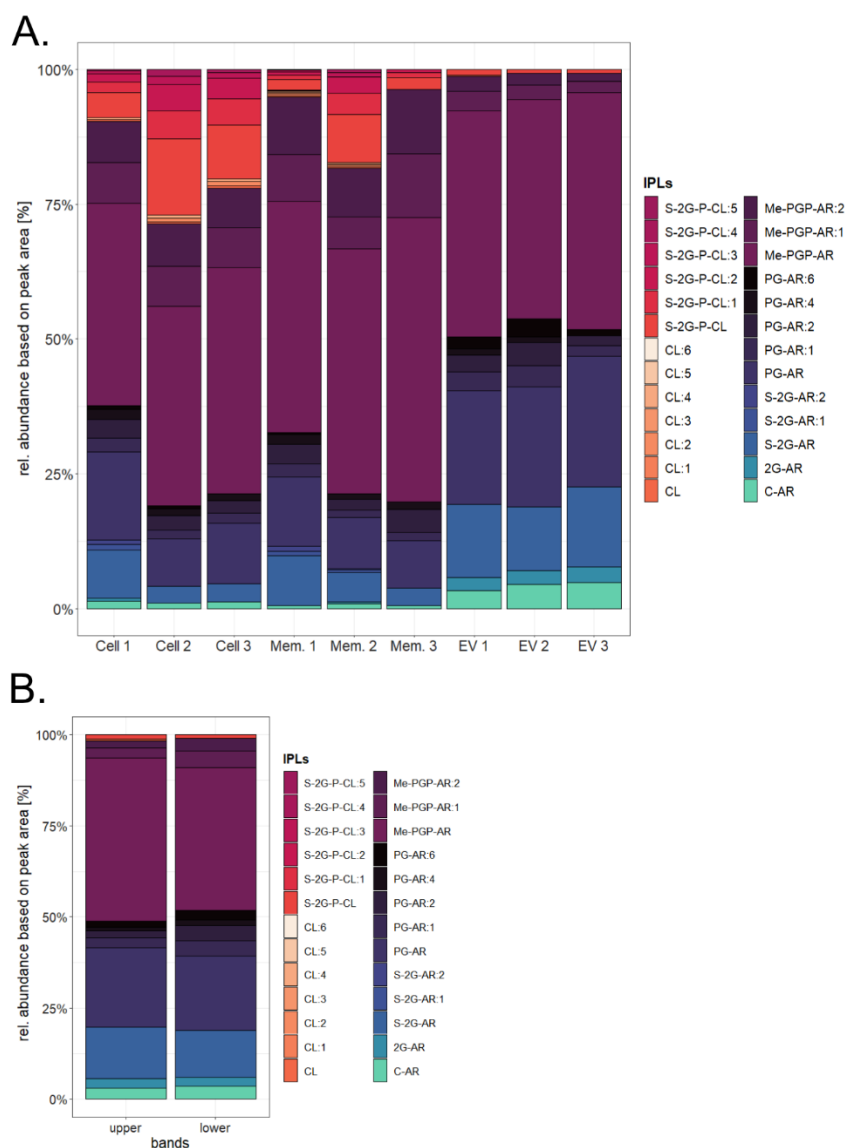 A.
rel. abundance based on peak area [%]
100%
75%
50%
25%
0%
Cell 1 Cell 2 Cell 3 Mem. 1 Mem. 2 Mem. 3 EV 1 EV 2 EV 3
IPLs
S-2G-P-CL:5 Me-PGP-AR:2
S-2G-P-CL:4 Me-PGP-AR:1
S-2G-P-CL:3 Me-PGP-AR
S-2G-P-CL:2 PG-AR:6
S-2G-P-CL:1 PG-AR:4
S-2G-P-CL PG-AR:2
CL:6 PG-AR:1
CL:5 PG-AR
CL:4 S-2G-AR:2
CL:3 S-2G-AR:1
CL:2 S-2G-AR
CL:1 2G-AR
CL C-AR
B.
rel. abundance based on peak area [%]
100%
75%
50%
25%
0%
upper lower
bands
IPLs
S-2G-P-CL:5 Me-PGP-AR:2
S-2G-P-CL:4 Me-PGP-AR:1
S-2G-P-CL:3 Me-PGP-AR
S-2G-P-CL:2 PG-AR:6
S-2G-P-CL:1 PG-AR:4
S-2G-P-CL PG-AR:2
CL:6 PG-AR:1
CL:5 PG-AR
CL:4 S-2G-AR:2
CL:3 S-2G-AR:1
CL:2 S-2G-AR
CL:1 2G-AR
CL C-AR